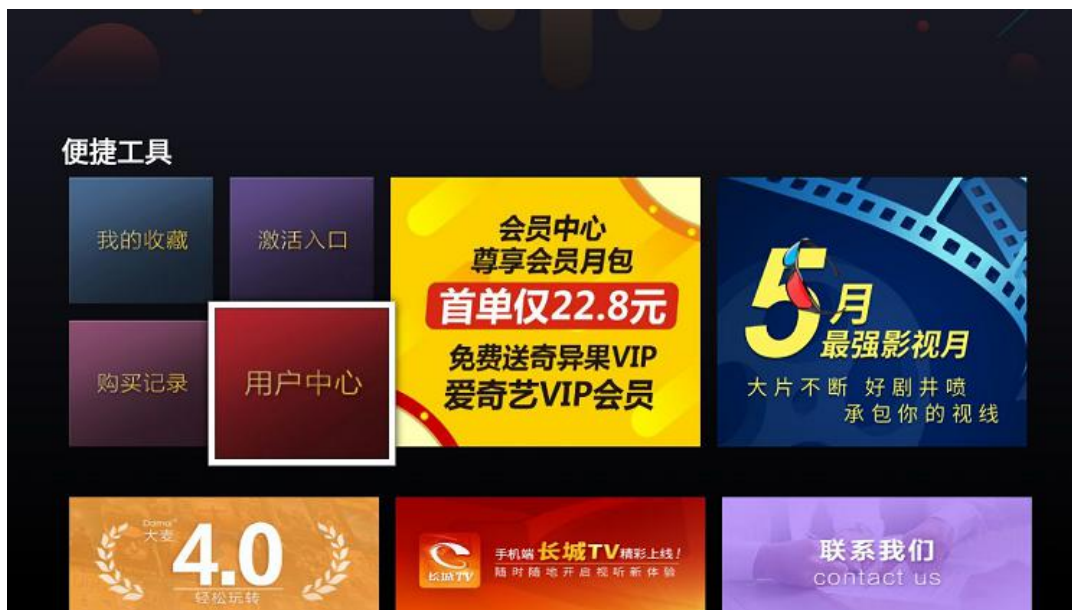 便捷工具
我的收藏
激活入口
购买记录
用户中心
会员中心
尊享会员月包
首单仅22.8元
免费送奇异果VIP
爱奇艺VIP会员
5月
最强影视月
大片不断 好剧井喷
承包你的视线
Damai
大麦
4.0
轻松玩转
长城TV
手机端长城TV精彩上线!
随时随地开启视听新体验
联系我们
contact us